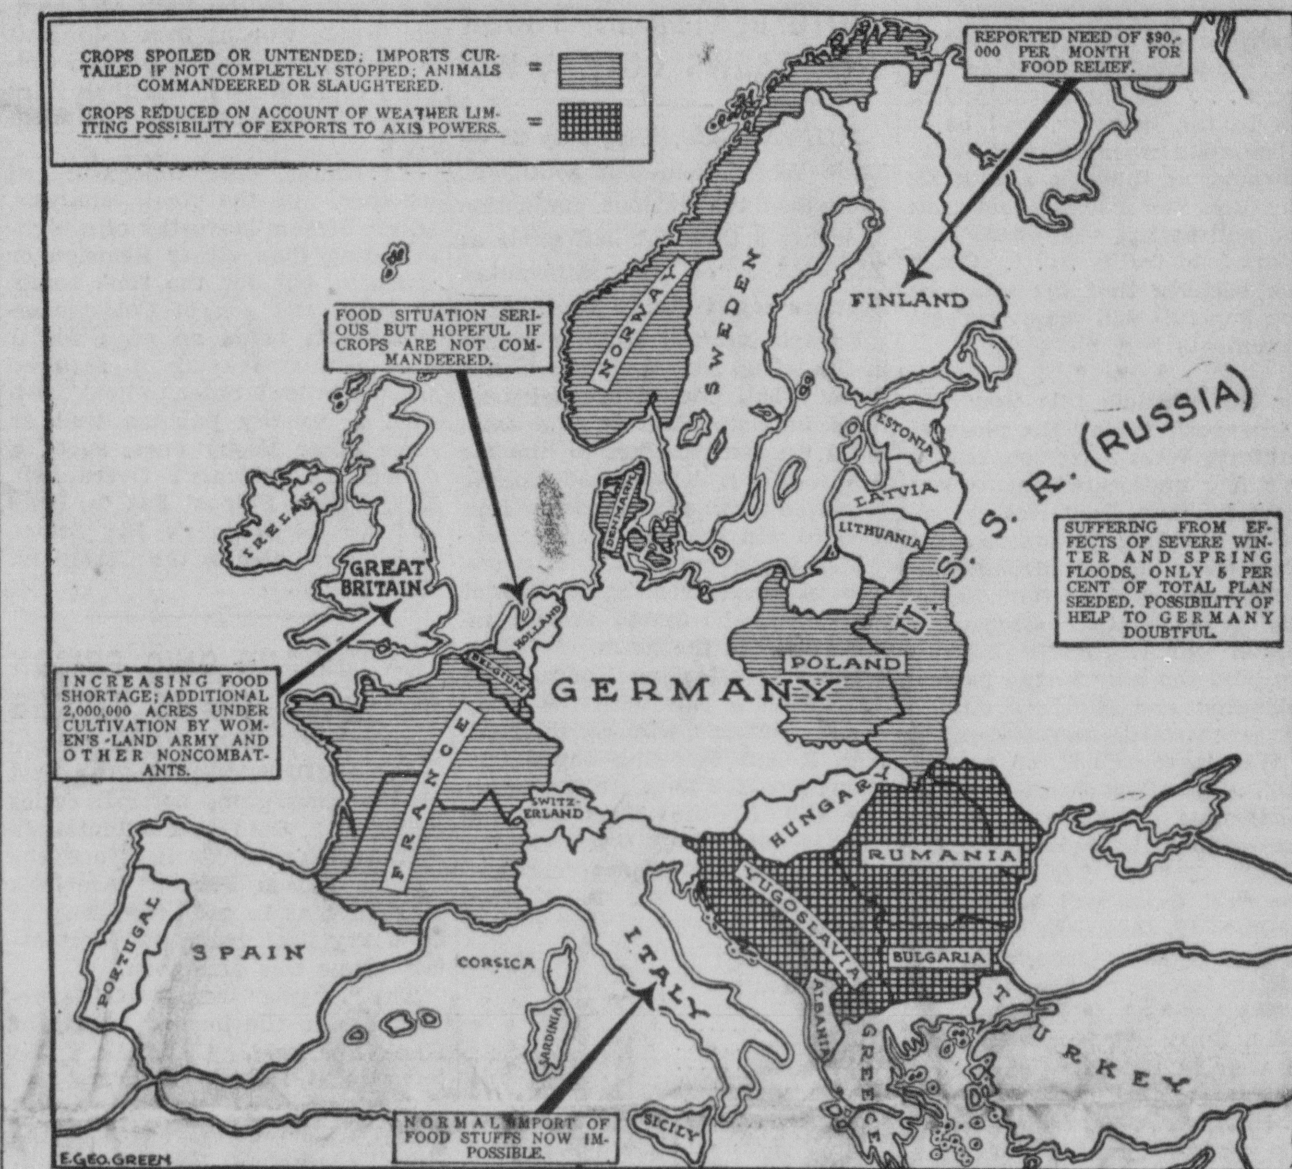 CROPS SPOILED OR UNTENDED; IMPORTS CUR-
TAILED IF NOT COMPLETELY STOPPED; ANIMALS
COMMANDEERED OR SLAUGHTERED. =
CROPS REDUCED ON ACCOUNT OF WEATHER LIM-
ITING POSSIBILITY OF EXPORTS TO AXIS POWERS. =
REPORTED NEED OF $90,-
000 PER MONTH FOR
FOOD RELIEF.
FOOD SITUATION SERI-
OUS BUT HOPEFUL IF
CROPS ARE NOT COM-
MANDEERED.
NORWAY
SWEDEN
FINLAND
ESTONIA
LATVIA
LITHUANIA
U. S. S. R. (RUSSIA)
SUFFERING FROM EF-
FECTS OF SEVERE WIN-
TER AND SPRING
FLOODS, ONLY 5 PER
CENT OF TOTAL PLAN
SEEDED. POSSIBILITY OF
HELP TO GERMANY
DOUBTFUL.
IRELAND
GREAT
BRITAIN
DENMARK
HOLLAND
BELGIUM
GERMANY
POLAND
INCREASING FOOD
SHORTAGE; ADDITIONAL
2,000,000 ACRES UNDER
CULTIVATION BY WOM-
EN'S-LAND ARMY AND
OTHER NONCOMBAT-
ANTS.
FRANCE
SWITZ-
ERLAND
HUNGARY
RUMANIA
YUGOSLAVIA
BULGARIA
PORTUGAL
SPAIN
CORSICA
SARDINIA
ITALY
ALBANIA
GREECE
TURKEY
SICILY
NORMAL IMPORT OF
FOOD STUFFS NOW IM-
POSSIBLE.
E. GEO. GREEN